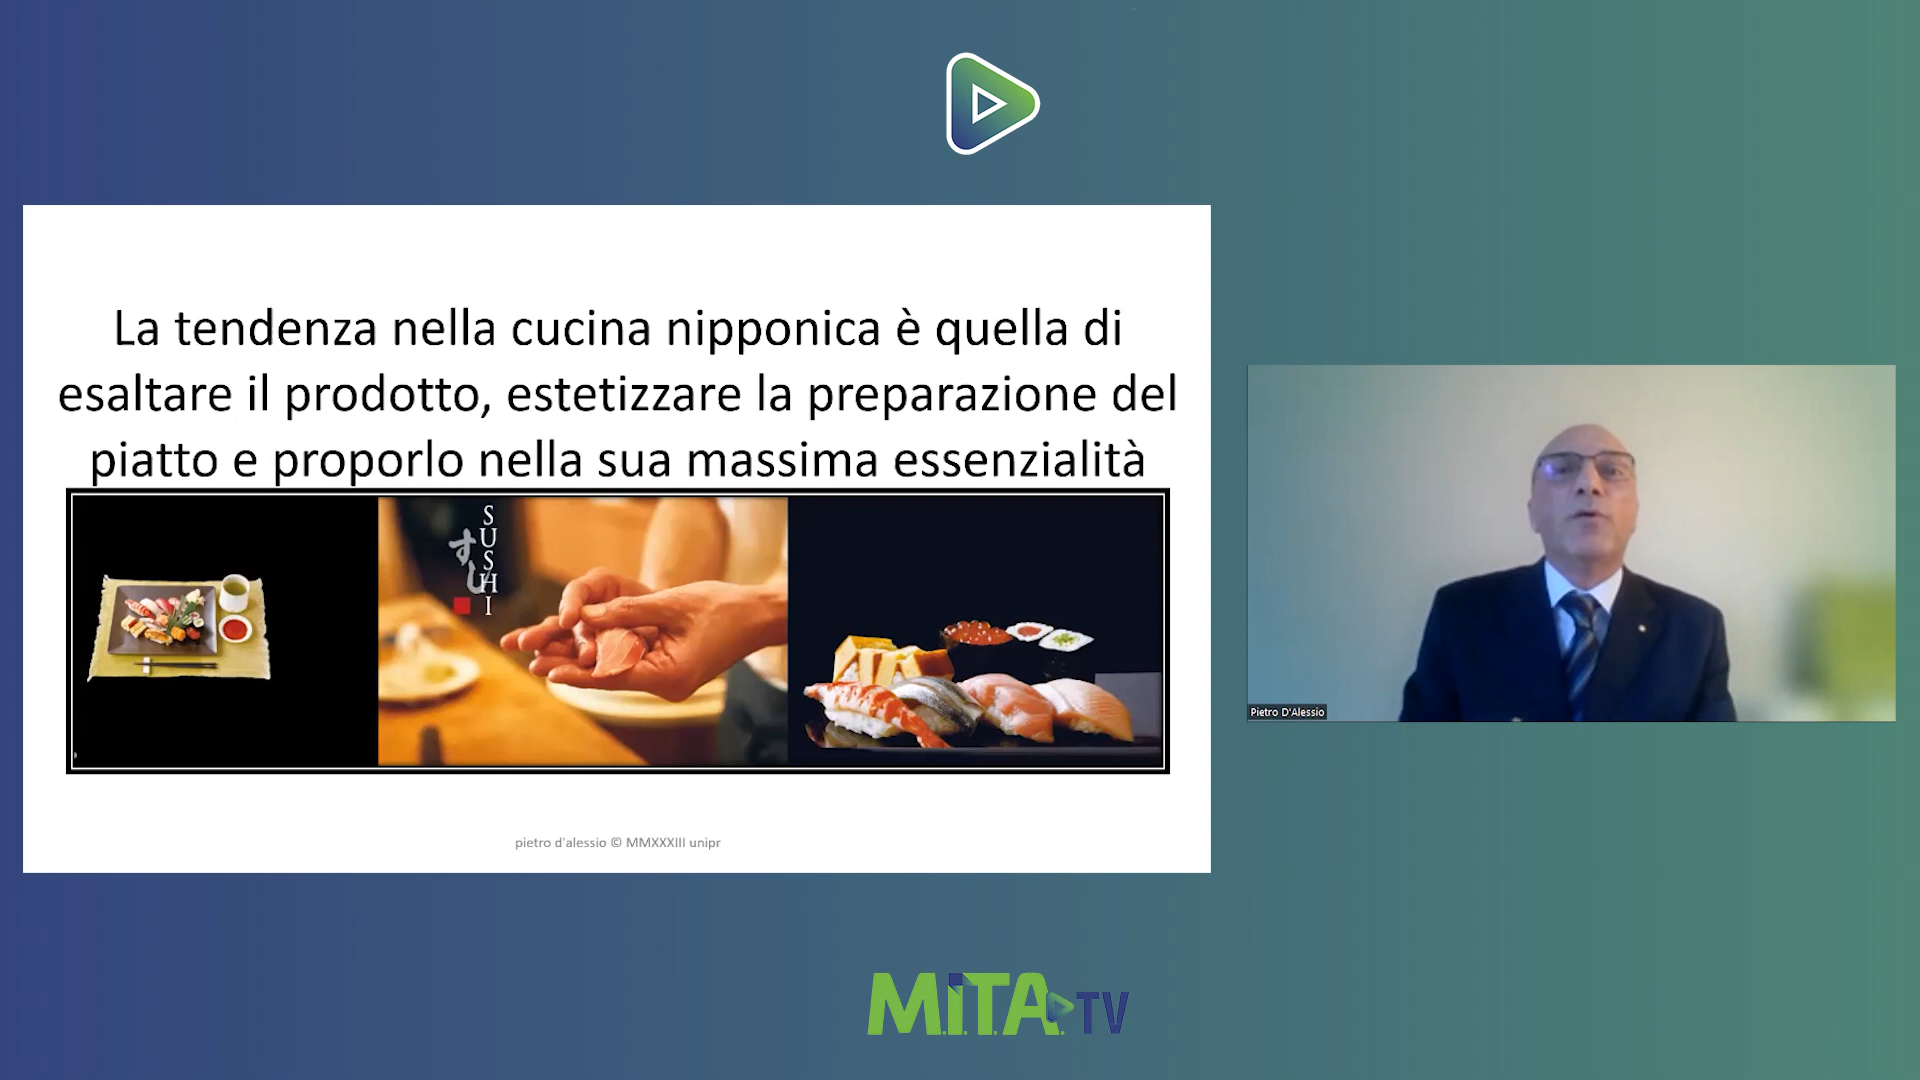 La tendenza nella cucina nipponica è quella di
esaltare il prodotto, estetizzare la preparazione del
piatto e proporlo nella sua massima essenzialità
SUSHI
すし
pietro d'alessio © MMXXXIII unipr
Pietro D'Alessio
M.I.T.A. TV